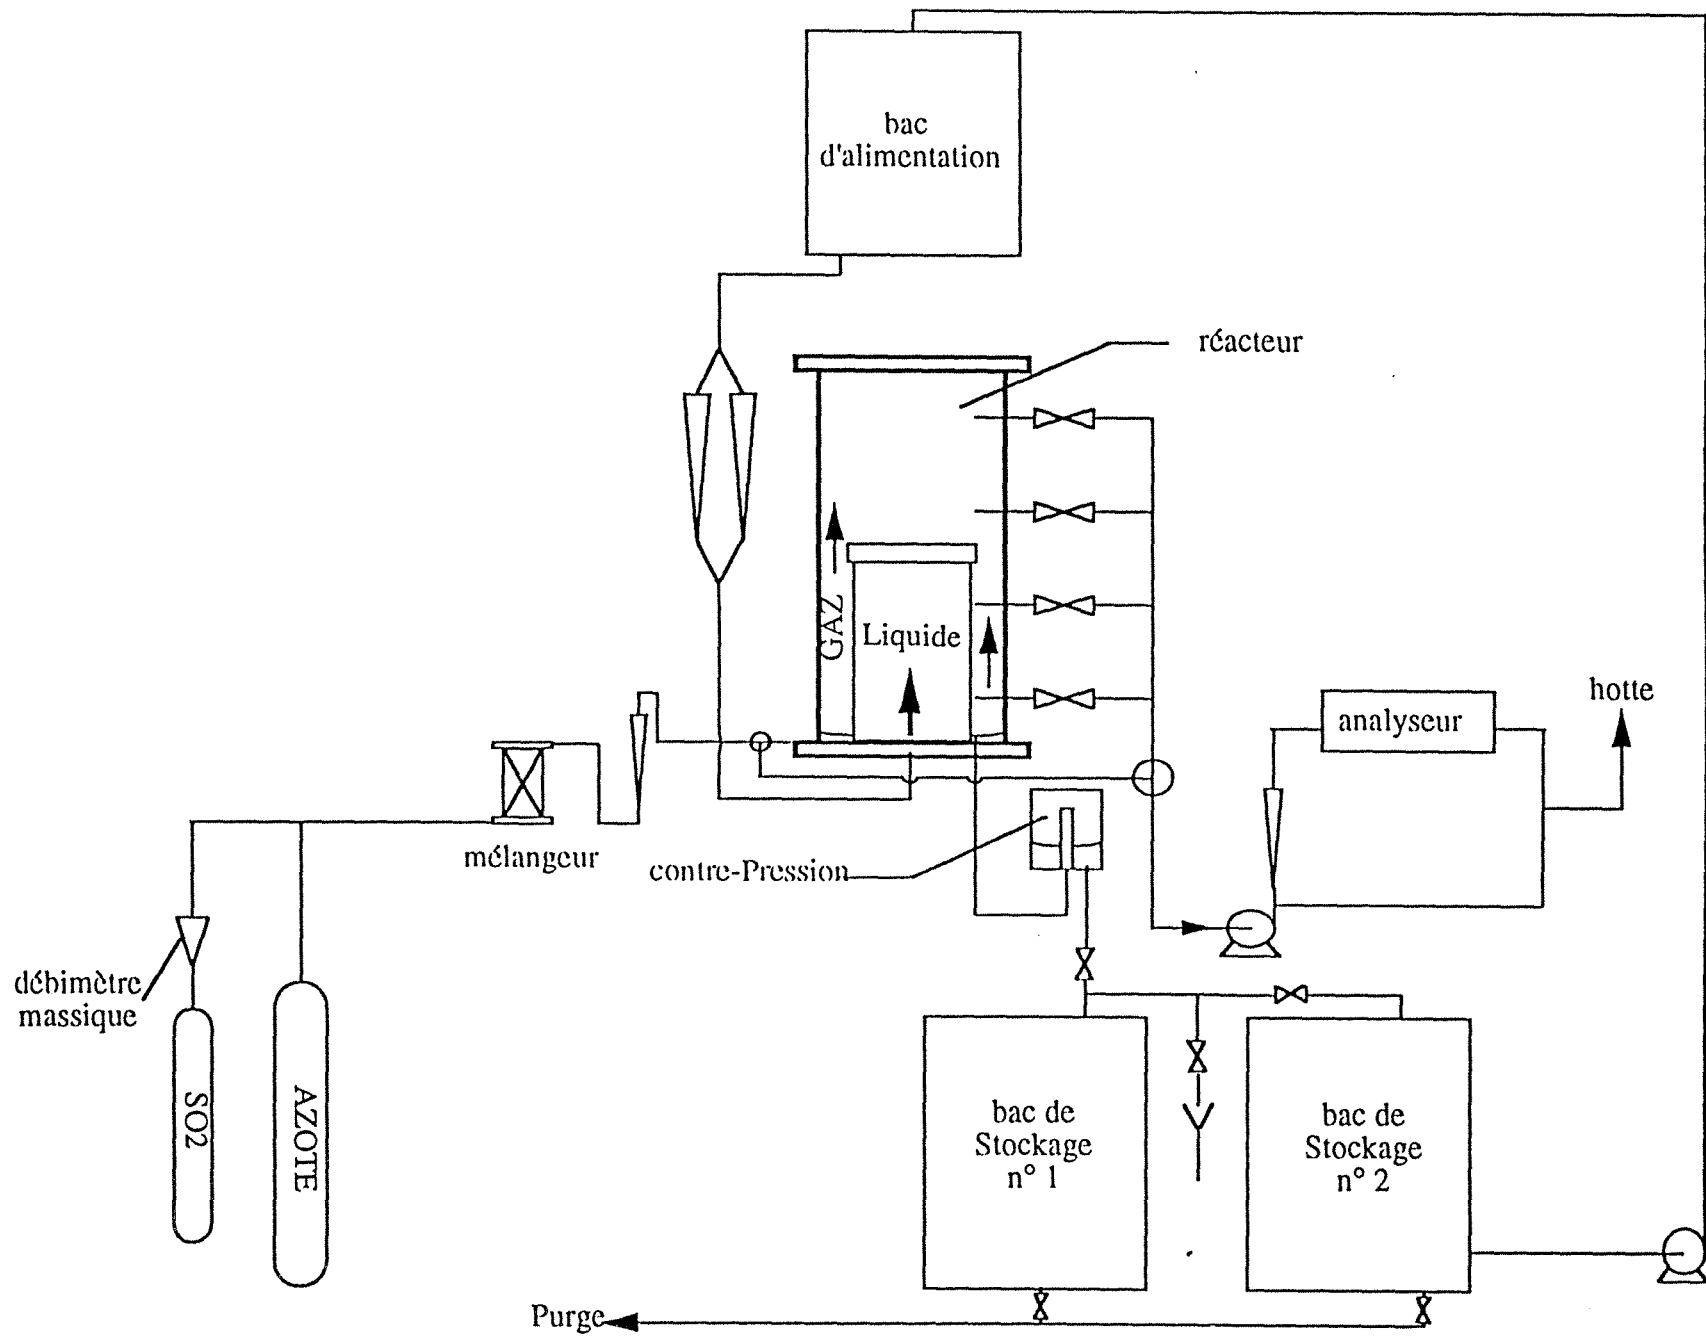 bac
d'alimentation
réacteur
GAZ
Liquide
hotte
analyseur
mélangeur
contre-Pression
débimètre
massique
SO2
AZOTE
bac de
Stockage
n° 1
bac de
Stockage
n° 2
Purge